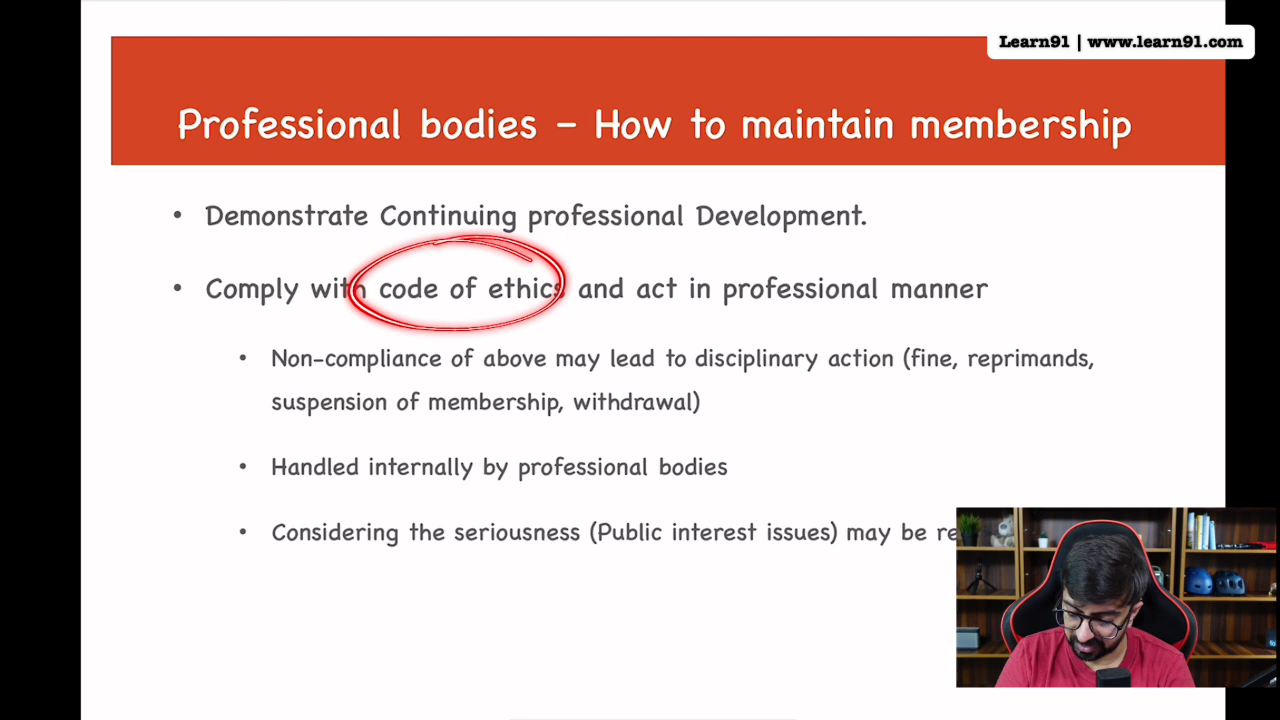 Learn91 | www.learn91.com
Professional bodies – How to maintain membership
• Demonstrate Continuing professional Development.
• Comply with code of ethics and act in professional manner
• Non-compliance of above may lead to disciplinary action (fine, reprimands,
suspension of membership, withdrawal)
• Handled internally by professional bodies
• Considering the seriousness (Public interest issues) may be